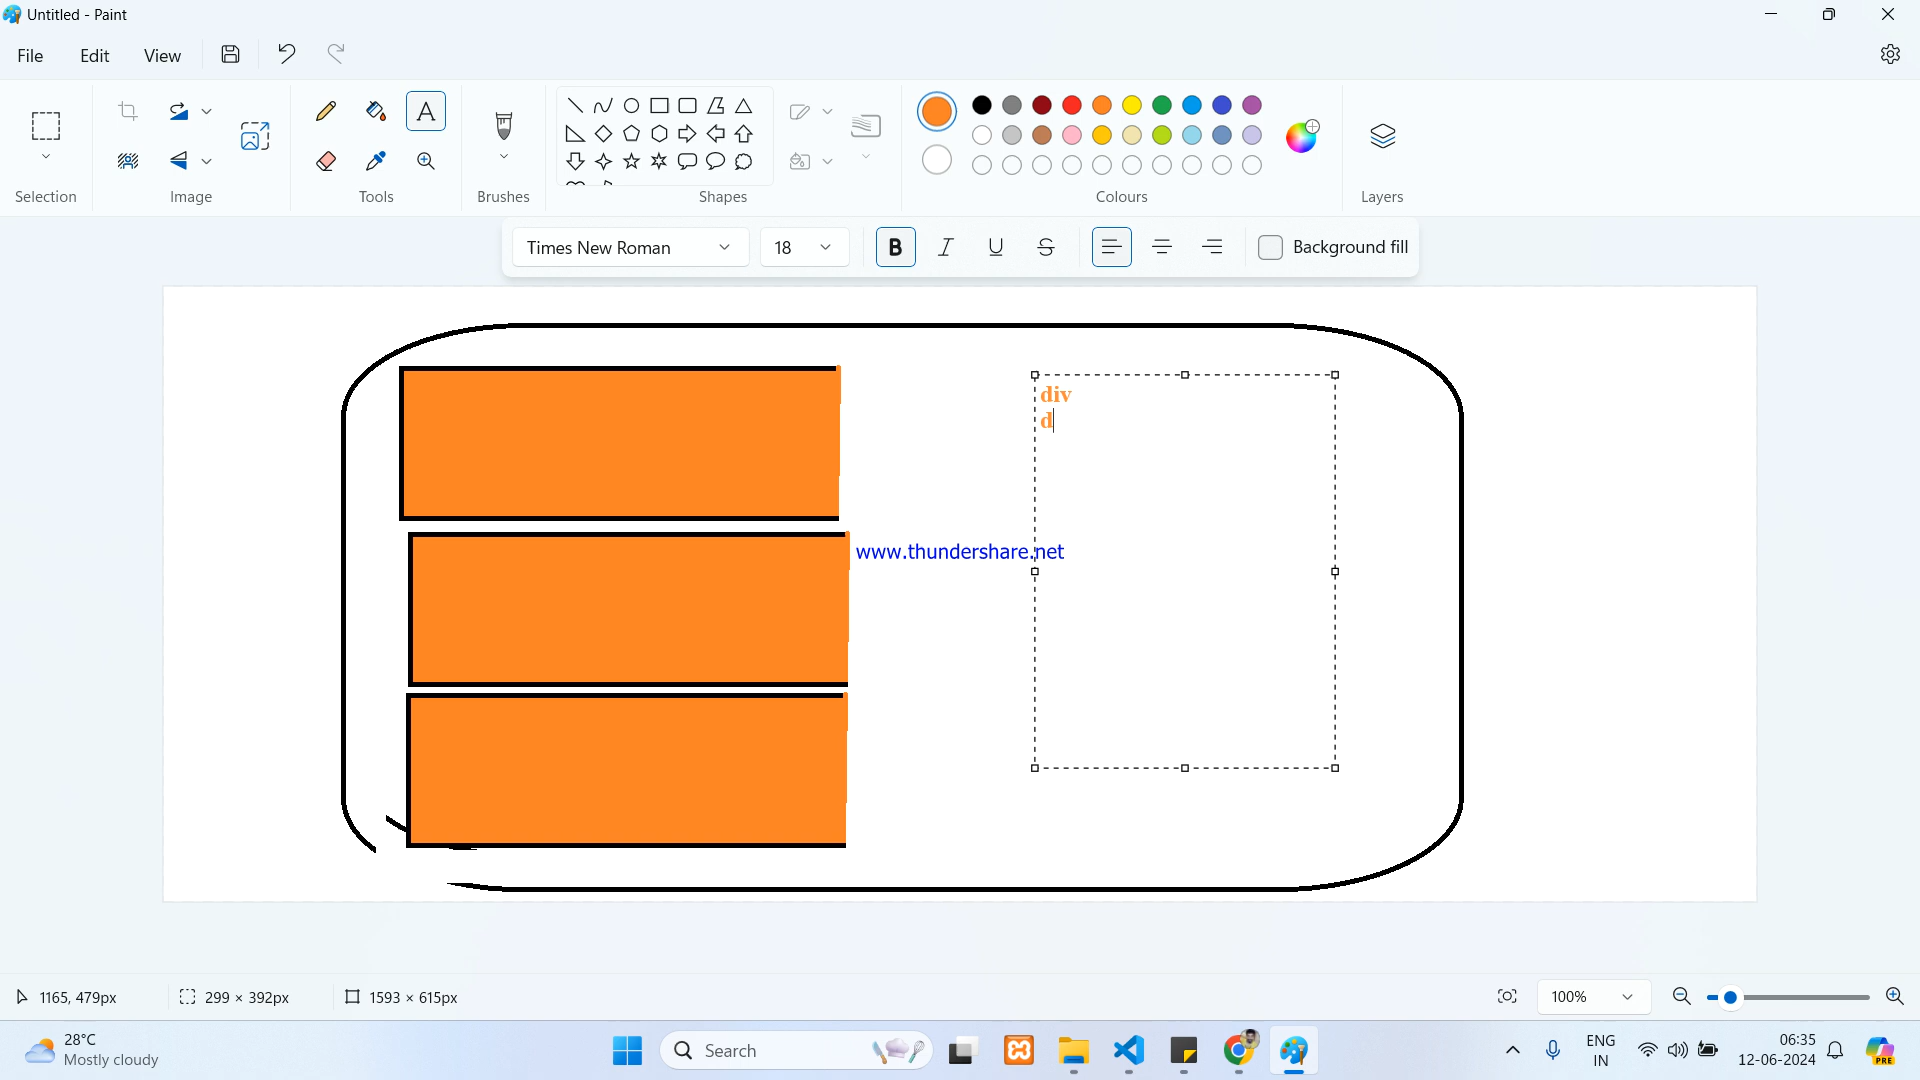 Untitled - Paint
File Edit View
Selection Image Tools Brushes Shapes Colours Layers
Times New Roman 18 B I U S Background fill
div
d
www.thundershare.net
1165, 479px 299 × 392px 1593 × 615px 100%
28°C
Mostly cloudy
Search
ENG
IN
06:35
12-06-2024
PRE